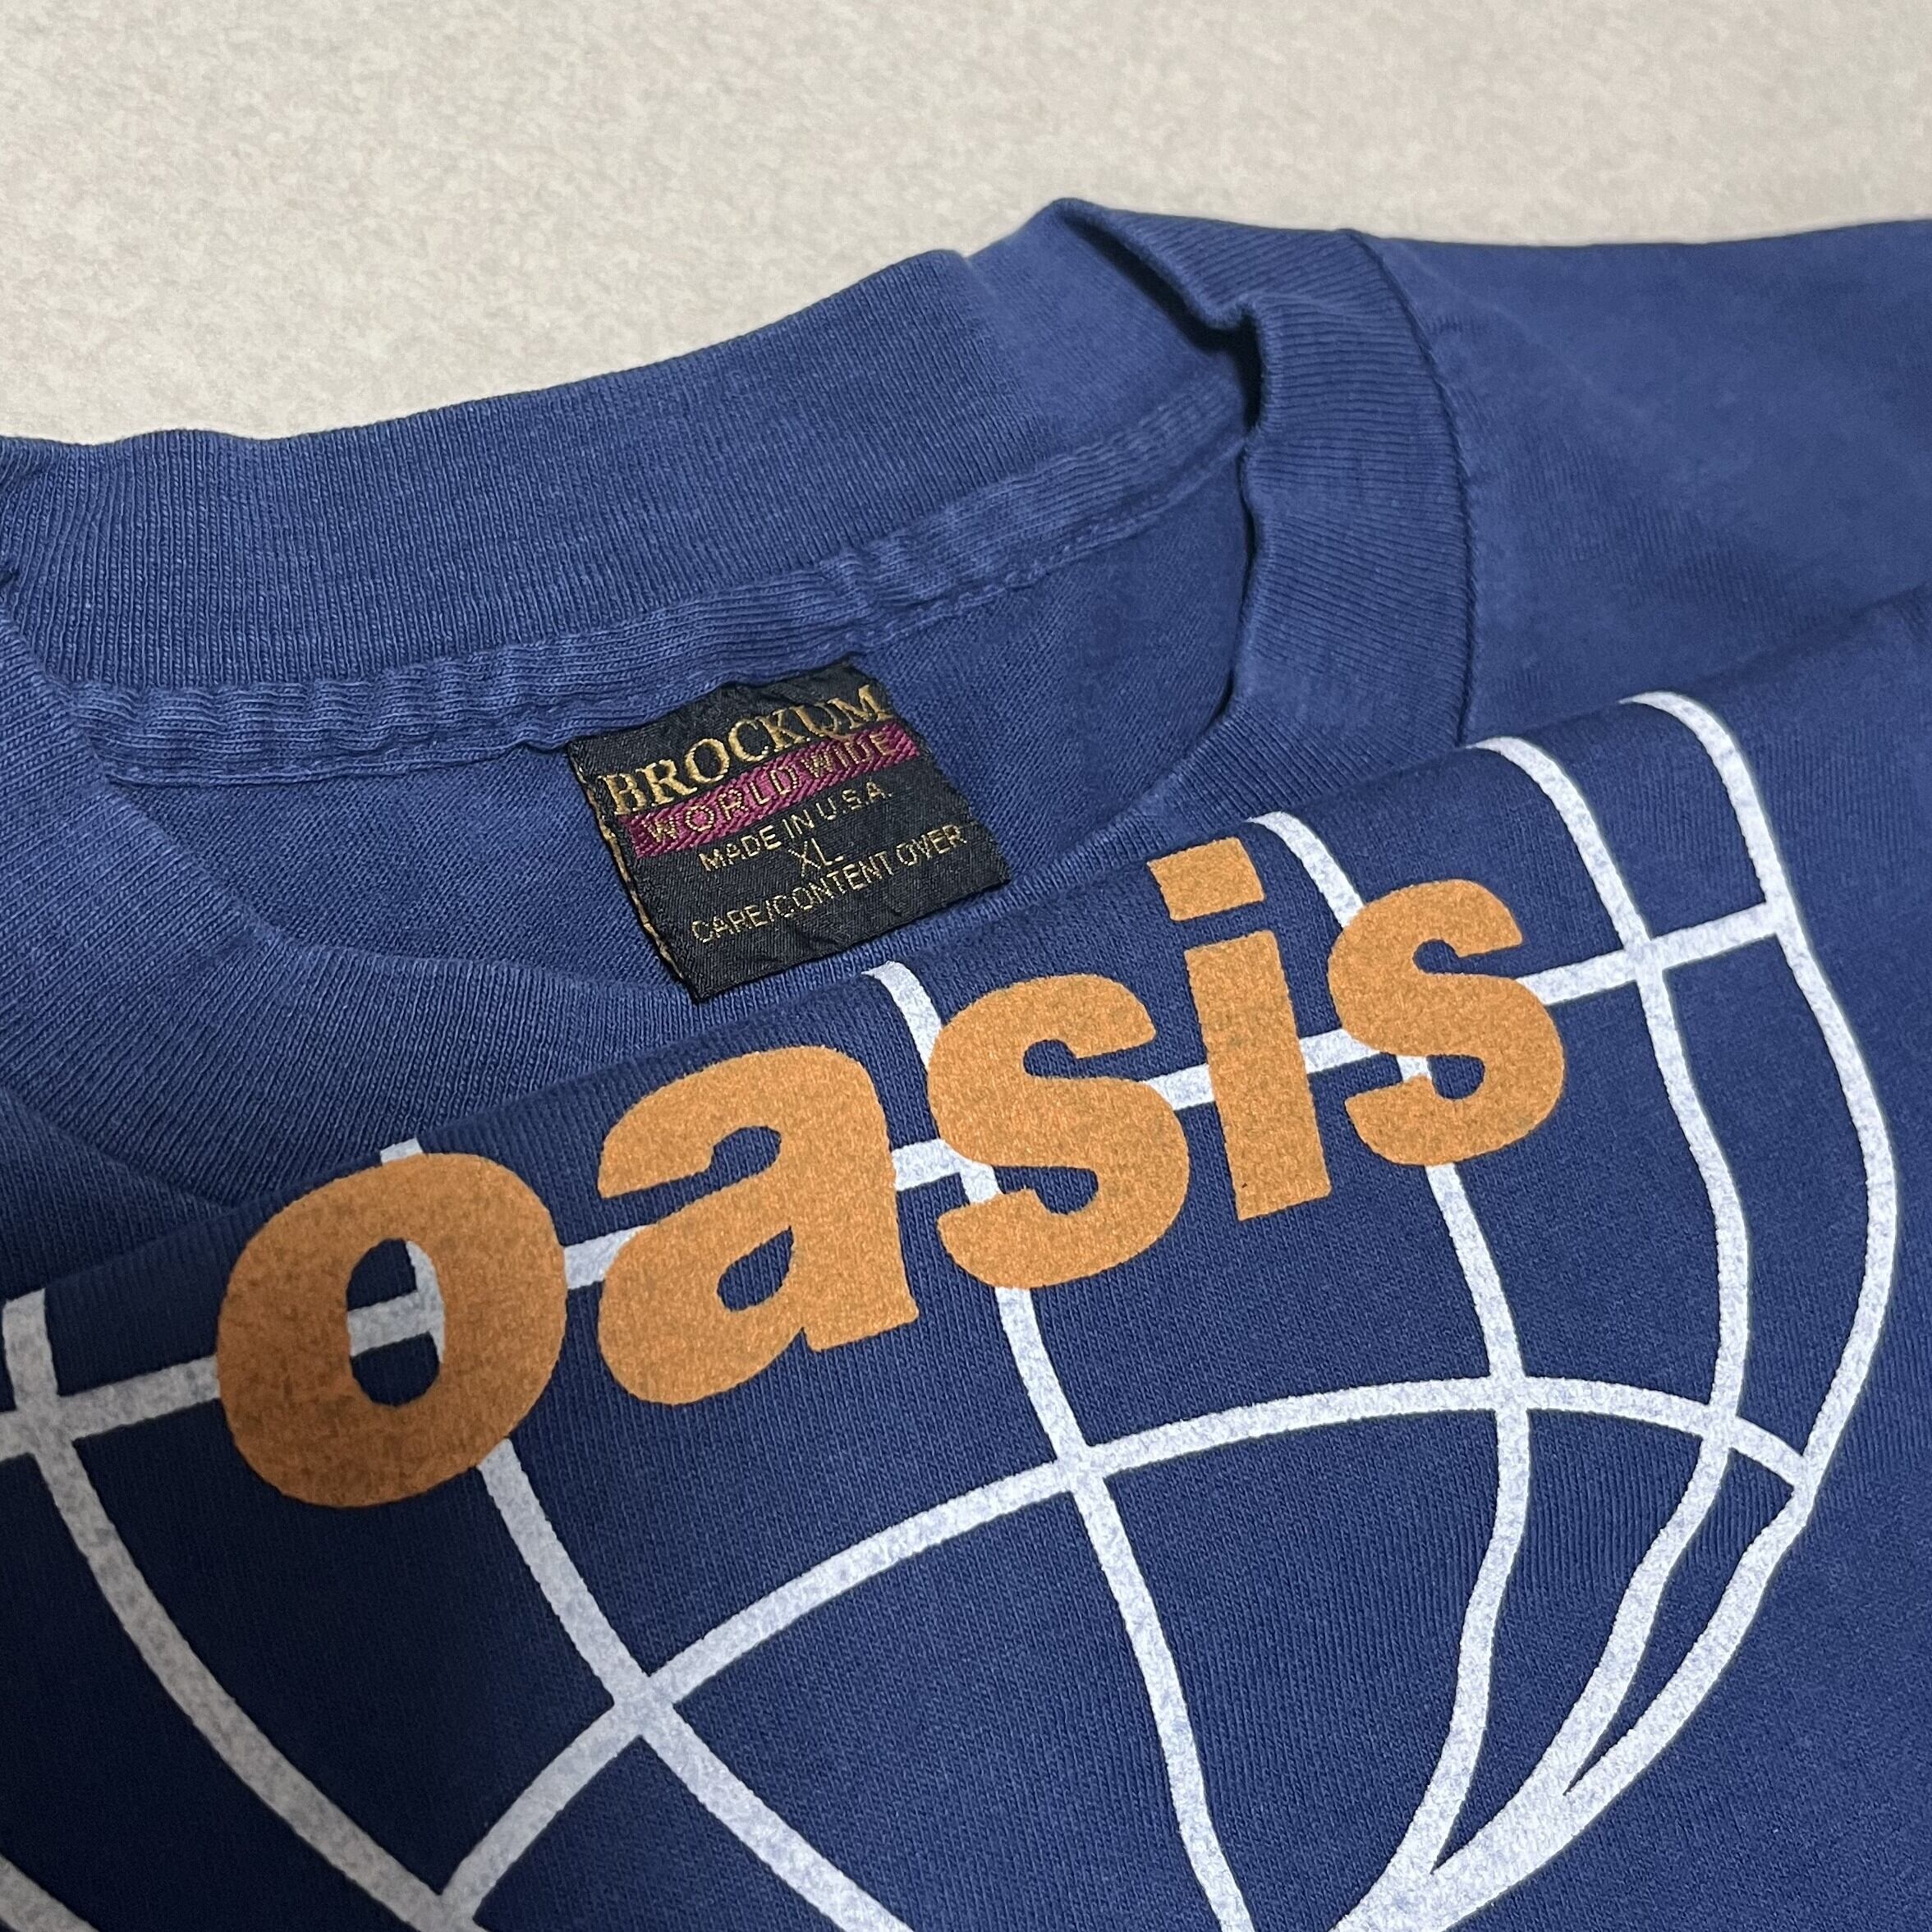 BROCKUM
WORLDWIDE
MADE IN U.S.A.
XL
CARE/CONTENT OVER
oasis